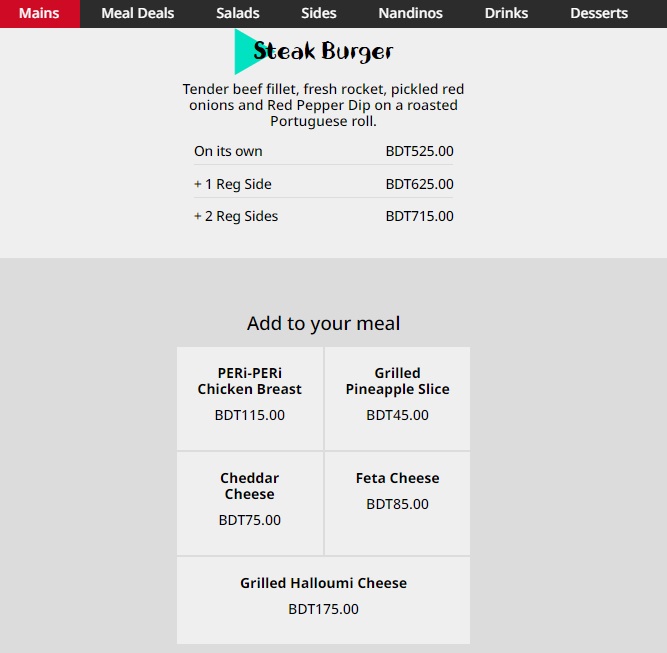 Mains Meal Deals Salads Sides Nandinos Drinks Desserts
Steak Burger
Tender beef fillet, fresh rocket, pickled red
onions and Red Pepper Dip on a roasted
Portuguese roll.
On its own BDT525.00
+ 1 Reg Side BDT625.00
+ 2 Reg Sides BDT715.00
Add to your meal
PERi-PERi
Chicken Breast
BDT115.00
Grilled
Pineapple Slice
BDT45.00
Cheddar
Cheese
BDT75.00
Feta Cheese
BDT85.00
Grilled Halloumi Cheese
BDT175.00